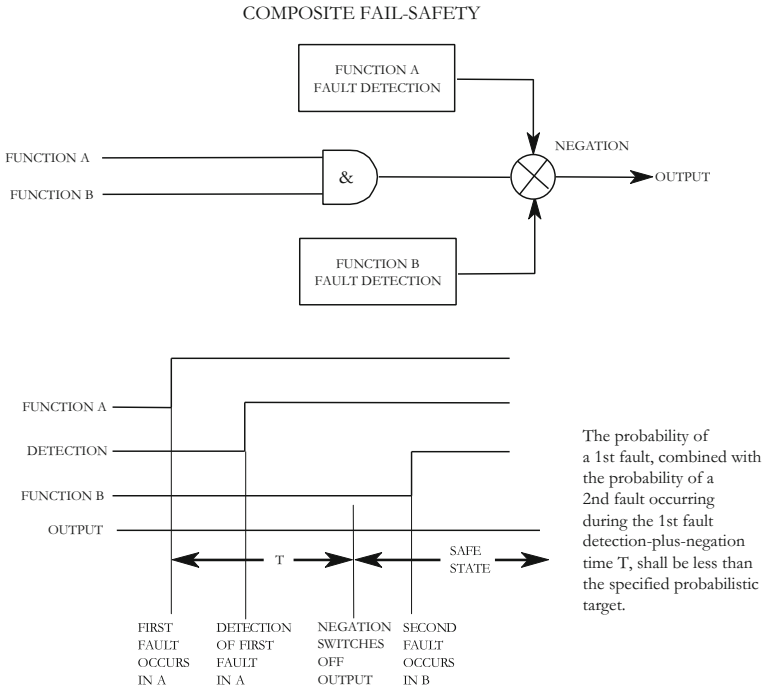 COMPOSITE FAIL-SAFETY
FUNCTION A
FAULT DETECTION
NEGATION
FUNCTION A
FUNCTION B
&
OUTPUT
FUNCTION B
FAULT DETECTION
FUNCTION A
DETECTION
FUNCTION B
OUTPUT
T
SAFE
STATE
FIRST
FAULT
OCCURS
IN A
DETECTION
OF FIRST
FAULT
IN A
NEGATION
SWITCHES
OFF
OUTPUT
SECOND
FAULT
OCCURS
IN B
The probability of
a 1st fault, combined with
the probability of a
2nd fault occurring
during the 1st fault
detection-plus-negation
time T, shall be less than
the specified probabilistic
target.